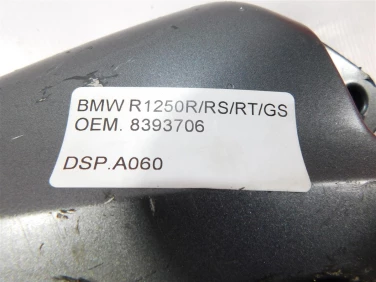 BMW R1250R/RS/RT/GS
OEM. 8393706
DSP.A060